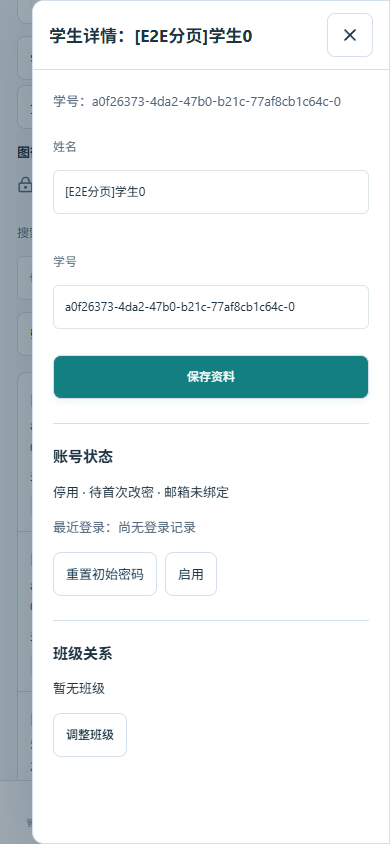 学生详情：[E2E分页]学生0
学号：a0f26373-4da2-47b0-b21c-77af8cb1c64c-0
姓名
[E2E分页]学生0
学号
a0f26373-4da2-47b0-b21c-77af8cb1c64c-0
保存资料
账号状态
停用 · 待首次改密 · 邮箱未绑定
最近登录：尚无登录记录
重置初始密码
启用
班级关系
暂无班级
调整班级